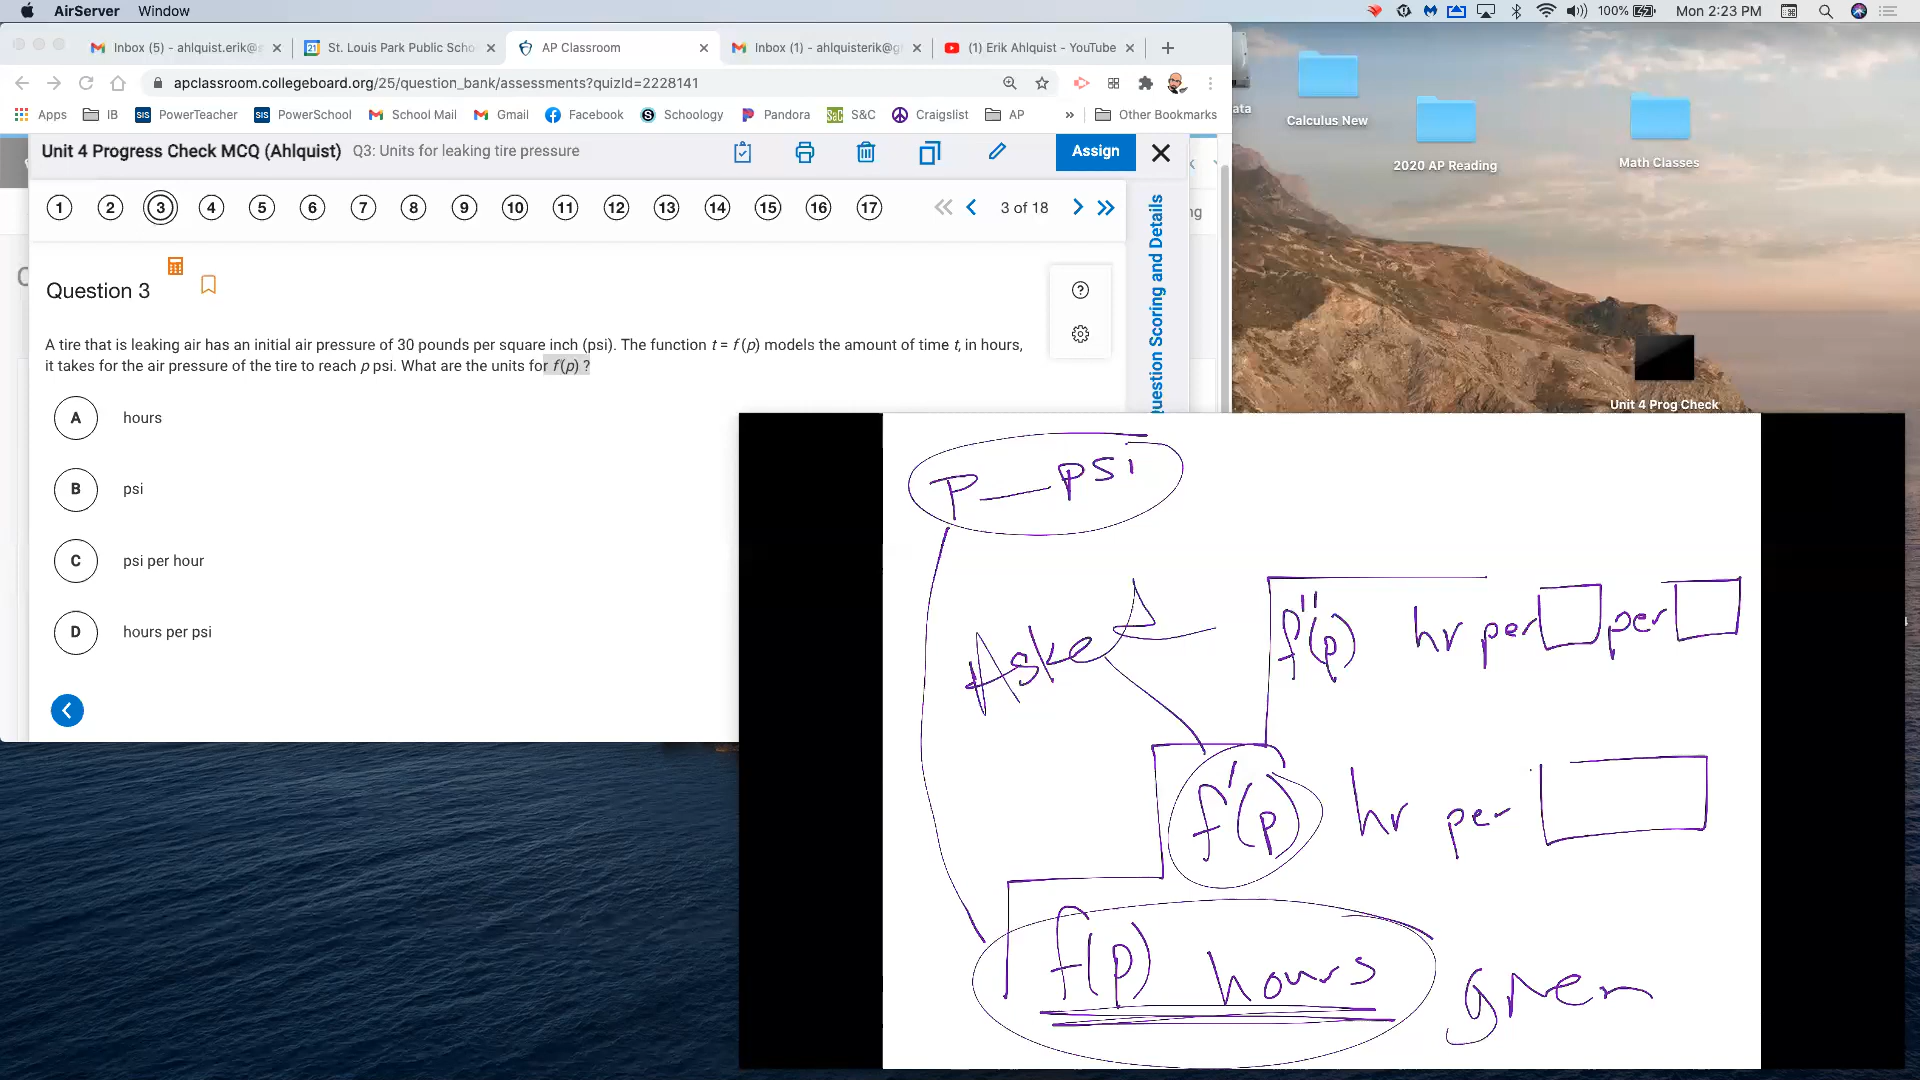 AirServer Window
100% Mon 2:23 PM
Inbox (5) - ahlquist.erik@s
St. Louis Park Public Scho
AP Classroom
Inbox (1) - ahlquisterik@g
(1) Erik Ahlquist - YouTube
apclassroom.collegeboard.org/25/question_bank/assessments?quizId=2228141
Apps IB PowerTeacher PowerSchool School Mail Gmail Facebook Schoology Pandora S&C Craigslist AP » Other Bookmarks
Unit 4 Progress Check MCQ (Ahlquist) Q3: Units for leaking tire pressure
Assign
1 2 3 4 5 6 7 8 9 10 11 12 13 14 15 16 17
3 of 18
Question Scoring and Details
Question 3
A tire that is leaking air has an initial air pressure of 30 pounds per square inch (psi). The function t = f (p) models the amount of time t, in hours,
it takes for the air pressure of the tire to reach p psi. What are the units for f (p) ?
A hours
B psi
C psi per hour
D hours per psi
ata
Calculus New
2020 AP Reading
Math Classes
Unit 4 Prog Check
P — psi
Asked
f''(p) hr per per
f'(p) hr per
f(p) hours given